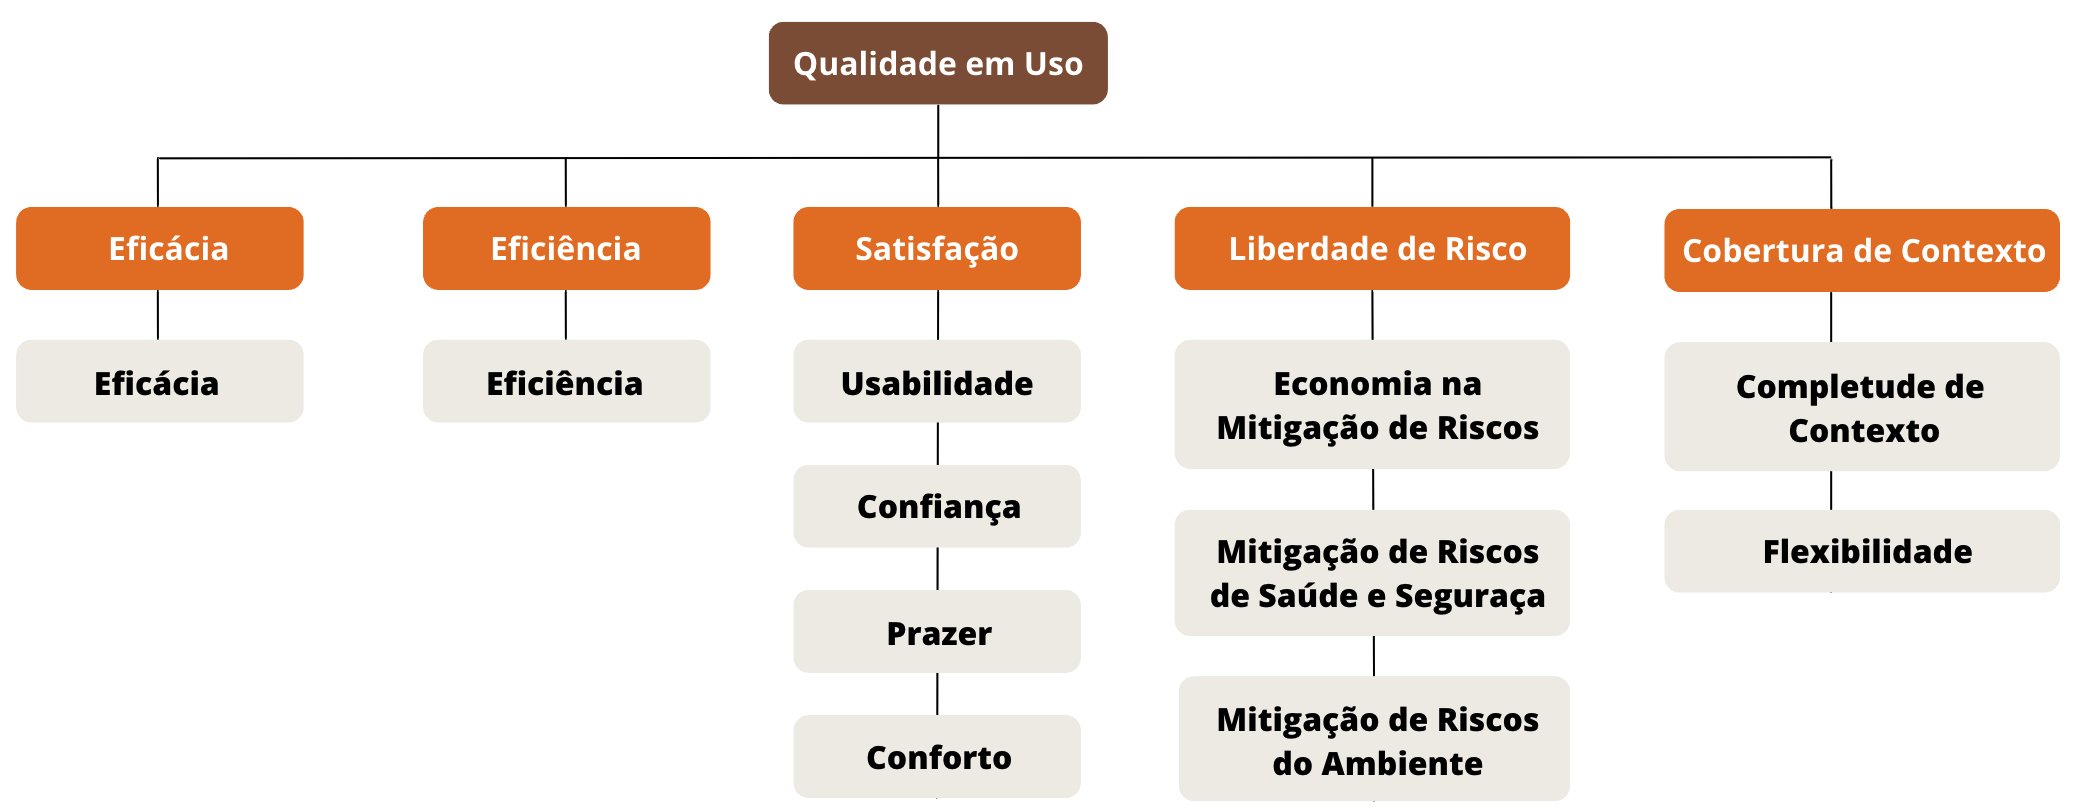 Qualidade em Uso
Eficácia
Eficiência
Satisfação
Liberdade de Risco
Cobertura de Contexto
Eficácia
Eficiência
Usabilidade
Confiança
Prazer
Conforto
Economia na
Mitigação de Riscos
Mitigação de Riscos
de Saúde e Seguraça
Mitigação de Riscos
do Ambiente
Completude de
Contexto
Flexibilidade